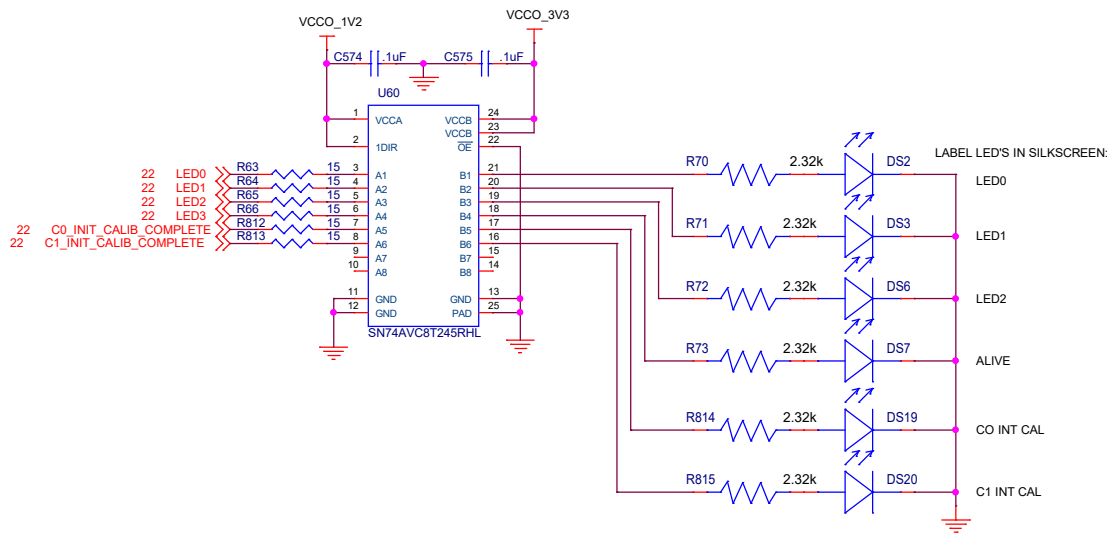 VCCO_1V2
VCCO_3V3
C574 .1uF C575 .1uF
U60
1 VCCA VCCB 24
VCCB 23
2 1DIR OE 22
22 LED0 R63 15 3 A1 B1 21
22 LED1 R64 15 4 A2 B2 20
22 LED2 R65 15 5 A3 B3 19
22 LED3 R66 15 6 A4 B4 18
22 C0_INIT_CALIB_COMPLETE R812 15 7 A5 B5 17
22 C1_INIT_CALIB_COMPLETE R813 15 8 A6 B6 16
9 A7 B7 15
10 A8 B8 14
11 GND GND 13
12 GND PAD 25
SN74AVC8T245RHL
LABEL LED'S IN SILKSCREEN:
R70 2.32k DS2 LED0
R71 2.32k DS3 LED1
R72 2.32k DS6 LED2
R73 2.32k DS7 ALIVE
R814 2.32k DS19 CO INT CAL
R815 2.32k DS20 C1 INT CAL